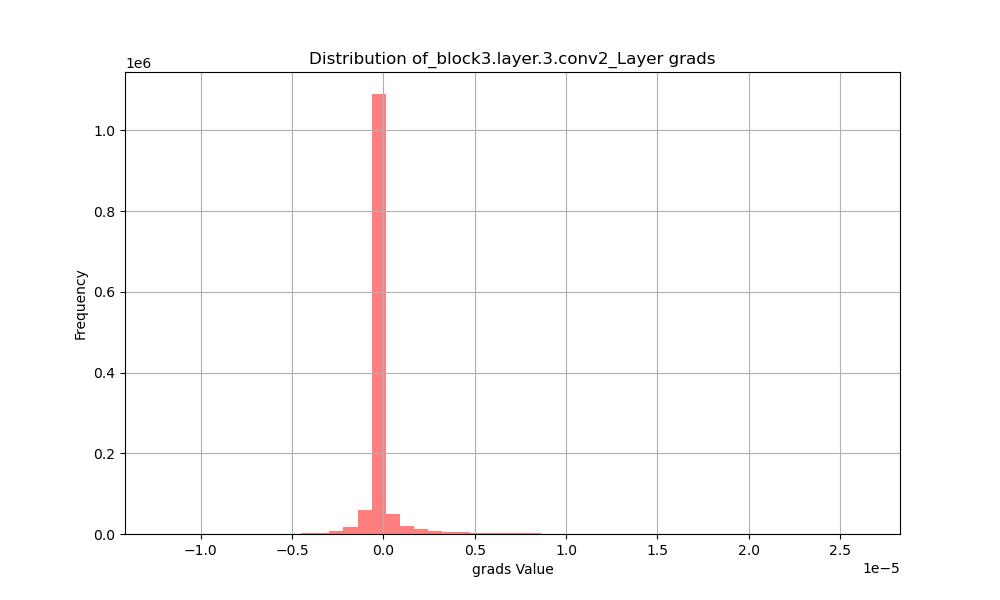 Distribution of_block3.layer.3.conv2_Layer grads
1e6
1.0
0.8
0.6
0.4
0.2
0.0
Frequency
−1.0 −0.5 0.0 0.5 1.0 1.5 2.0 2.5
1e−5
grads Value